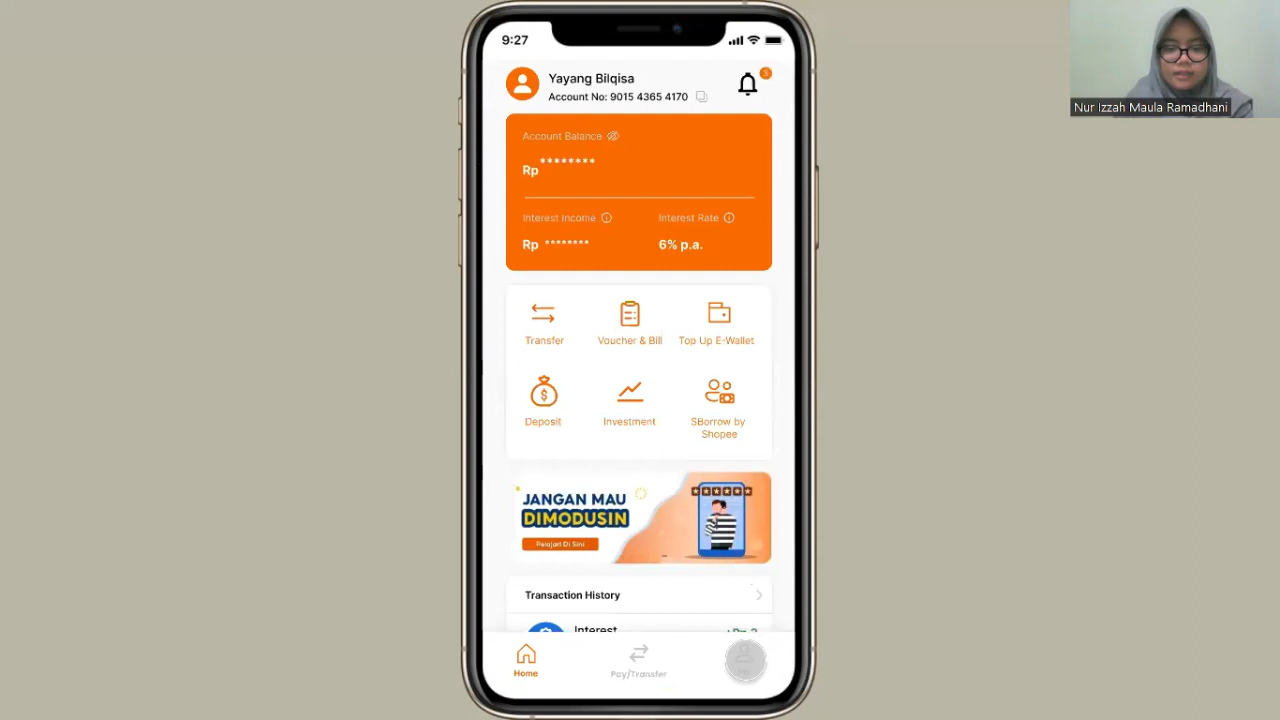 9:27
Yayang Bilqisa
3
Account No: 9015 4365 4170
Nur Izzah Maula Ramadhani
Account Balance
Rp ********
Interest Income
Interest Rate
Rp ********
6% p.a.
Transfer
Voucher & Bill
Top Up E-Wallet
Deposit
Investment
SBorrow by
Shopee
JANGAN MAU
DIMODUSIN
Pelajari Di Sini
Transaction History
Interest
Home
Pay/Transfer